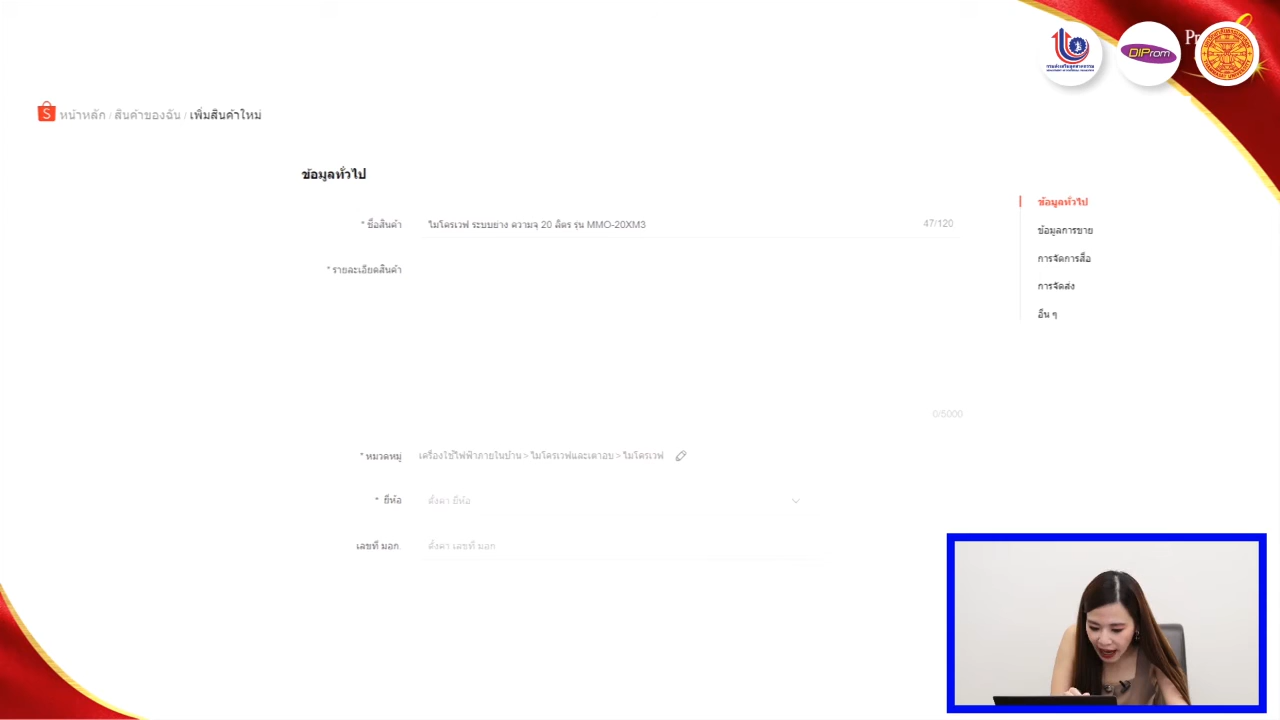 DIProm
หน้าหลัก / สินค้าของฉัน / เพิ่มสินค้าใหม่
ข้อมูลทั่วไป
* ชื่อสินค้า
ไมโครเวฟ ระบบยาง ความจุ 20 ลิตร รุ่น MMO-20XM3
47/120
* รายละเอียดสินค้า
0/5000
* หมวดหมู่
เครื่องใช้ไฟฟ้าภายในบ้าน > ไมโครเวฟและเตาอบ > ไมโครเวฟ
* ยี่ห้อ
ตั้งค่า ยี่ห้อ
เลขที่ มอก.
ตั้งค่า เลขที่ มอก
ข้อมูลทั่วไป
ข้อมูลการขาย
การจัดการสื่อ
การจัดส่ง
อื่น ๆ